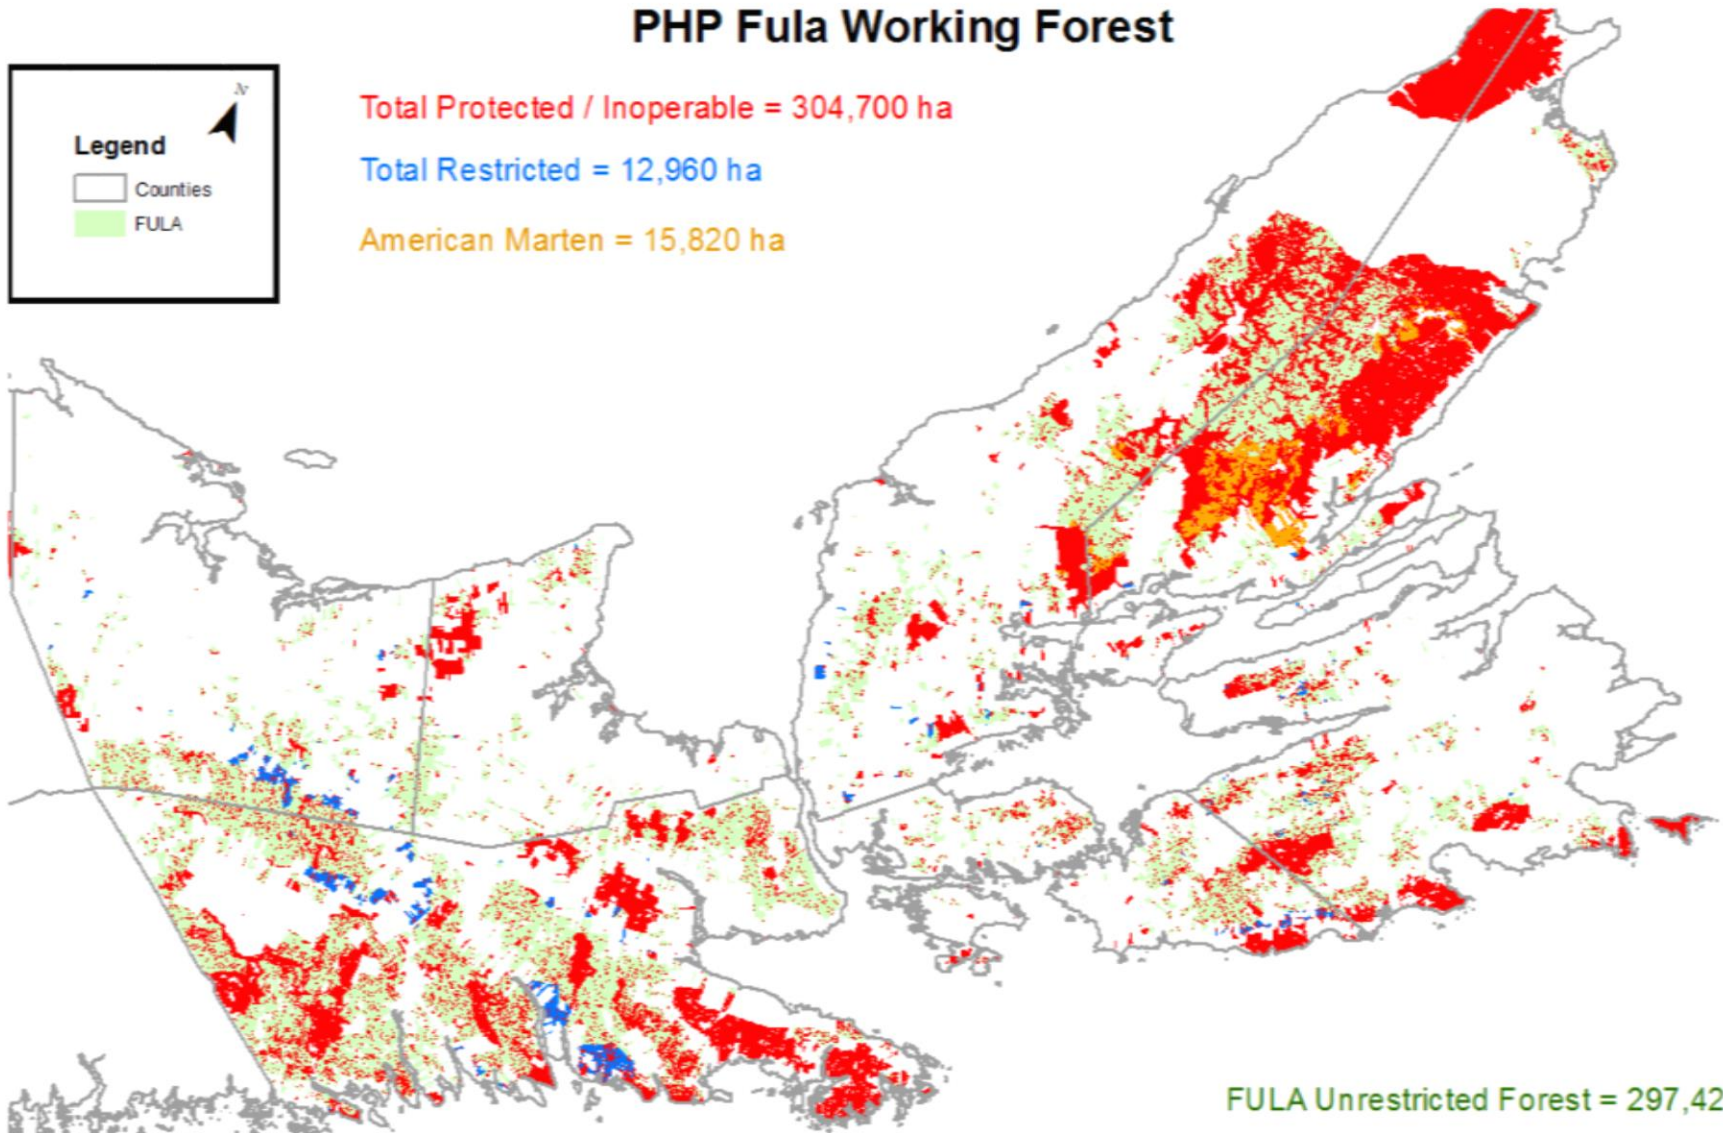 PHP Fula Working Forest
N
Legend
Counties
FULA
Total Protected / Inoperable = 304,700 ha
Total Restricted = 12,960 ha
American Marten = 15,820 ha
FULA Unrestricted Forest = 297,42